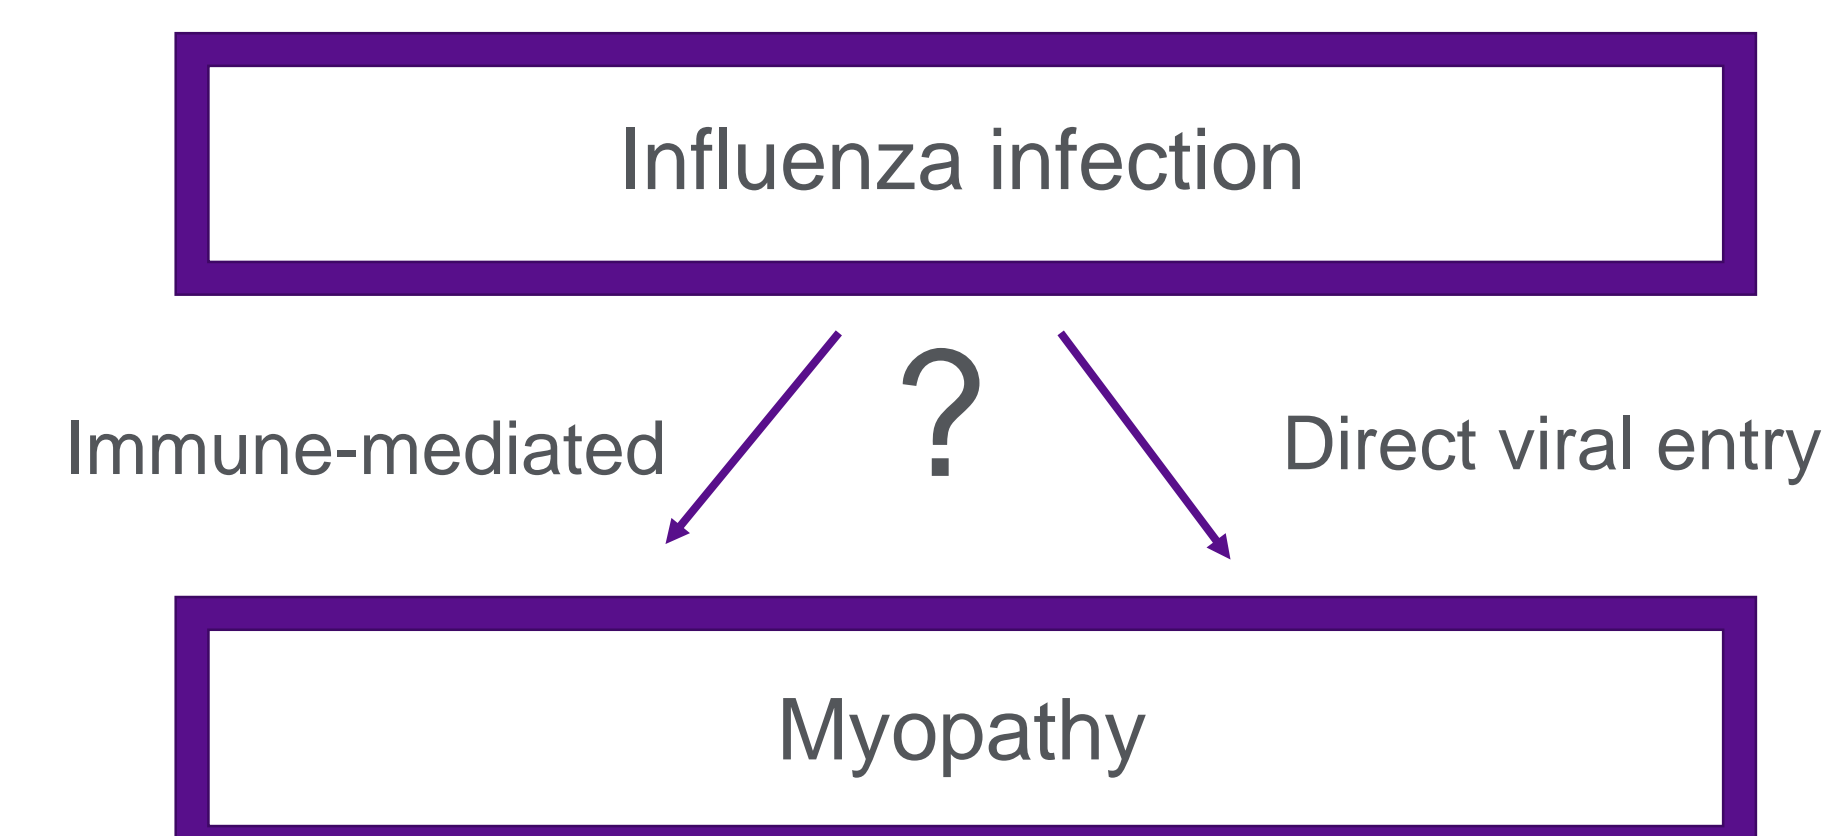 Influenza infection
?
Immune-mediated
Direct viral entry
Myopathy